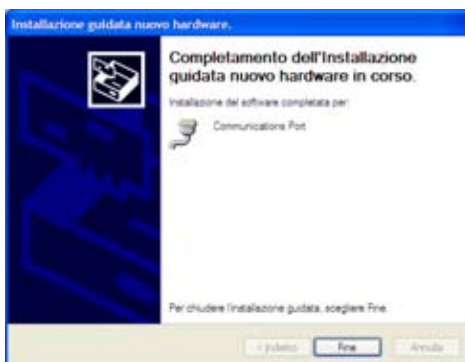 Installazione guidata nuovo hardware.
Completamento dell'Installazione
guidata nuovo hardware in corso.
Installazione del software completata per:
Communications Port
Per chiudere l'installazione guidata, scegliere Fine.
< Indietro Fine Annulla